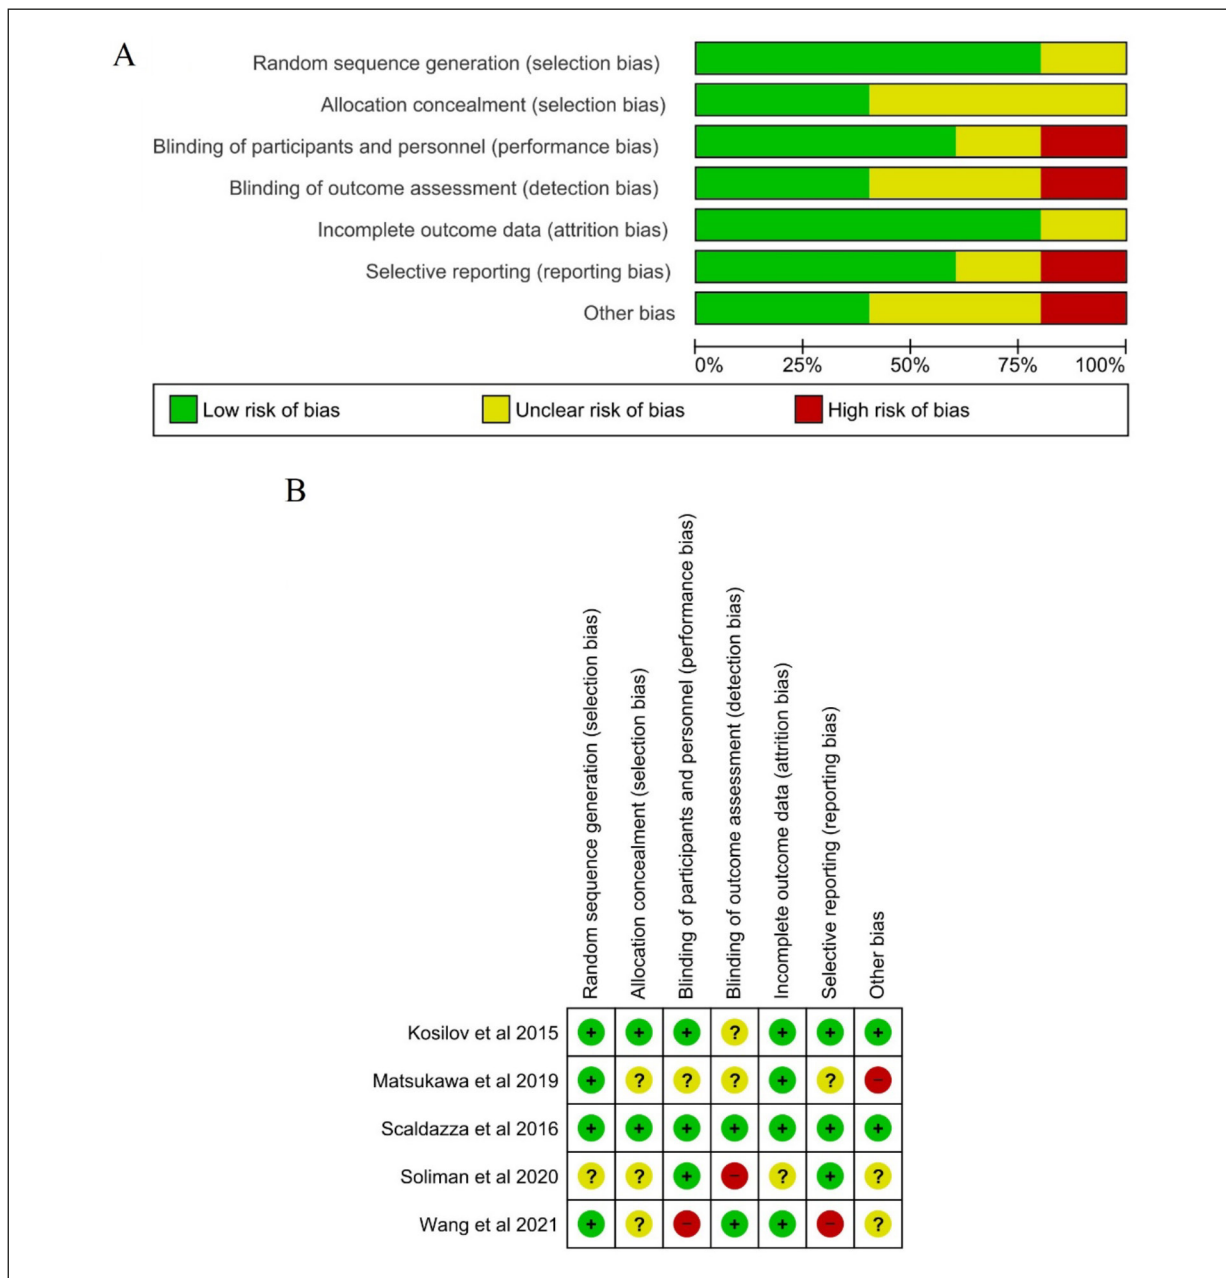 A
Random sequence generation (selection bias)
Allocation concealment (selection bias)
Blinding of participants and personnel (performance bias)
Blinding of outcome assessment (detection bias)
Incomplete outcome data (attrition bias)
Selective reporting (reporting bias)
Other bias
0% 25% 50% 75% 100%
Low risk of bias Unclear risk of bias High risk of bias
B
Random sequence generation (selection bias)
Allocation concealment (selection bias)
Blinding of participants and personnel (performance bias)
Blinding of outcome assessment (detection bias)
Incomplete outcome data (attrition bias)
Selective reporting (reporting bias)
Other bias
Kosilov et al 2015 + + + ? + + +
Matsukawa et al 2019 + ? ? ? + ? -
Scaldazza et al 2016 + + + + + + +
Soliman et al 2020 ? ? + - ? + ?
Wang et al 2021 + ? - + + - ?